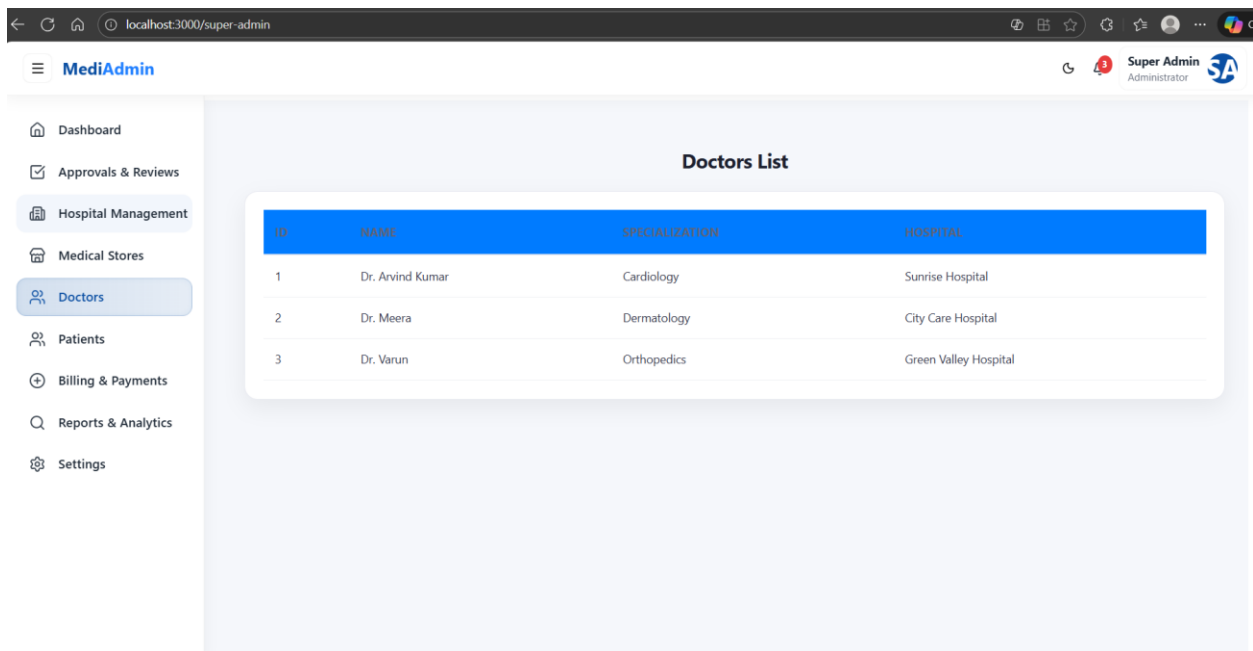 localhost:3000/super-admin
MediAdmin
3
Super Admin
Administrator
SA
Dashboard
Approvals & Reviews
Hospital Management
Medical Stores
Doctors
Patients
Billing & Payments
Reports & Analytics
Settings
Doctors List
ID NAME SPECIALIZATION HOSPITAL
1 Dr. Arvind Kumar Cardiology Sunrise Hospital
2 Dr. Meera Dermatology City Care Hospital
3 Dr. Varun Orthopedics Green Valley Hospital